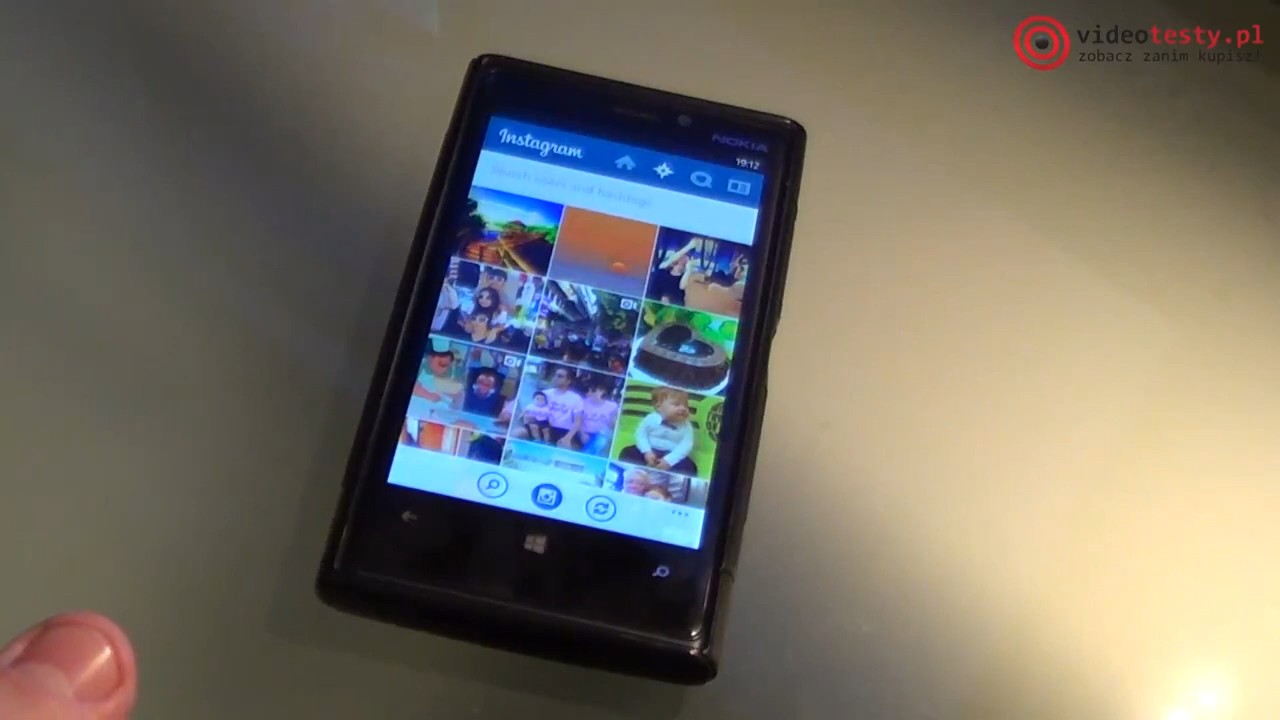 videotesty.pl
zobacz zanim kupisz!
NOKIA
19:12
Instagram
Search users and hashtags